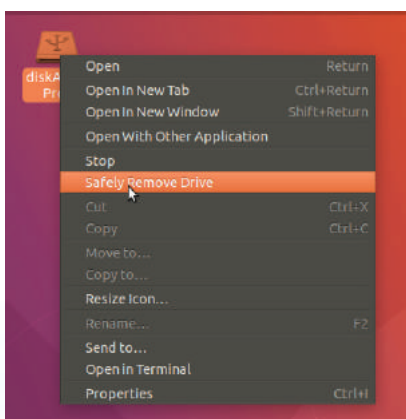 diskA
Pr
Open Return
Open In New Tab Ctrl+Return
Open In New Window Shift+Return
Open With Other Application
Stop
Safely Remove Drive
Cut Ctrl+X
Copy Ctrl+C
Move to...
Copy to...
Resize Icon...
Rename... F2
Send to...
Open in Terminal
Properties Ctrl+I